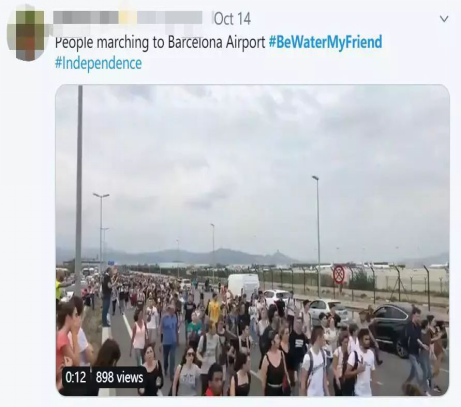 Oct 14
People marching to Barcelona Airport #BeWaterMyFriend
#Independence
0:12 898 views